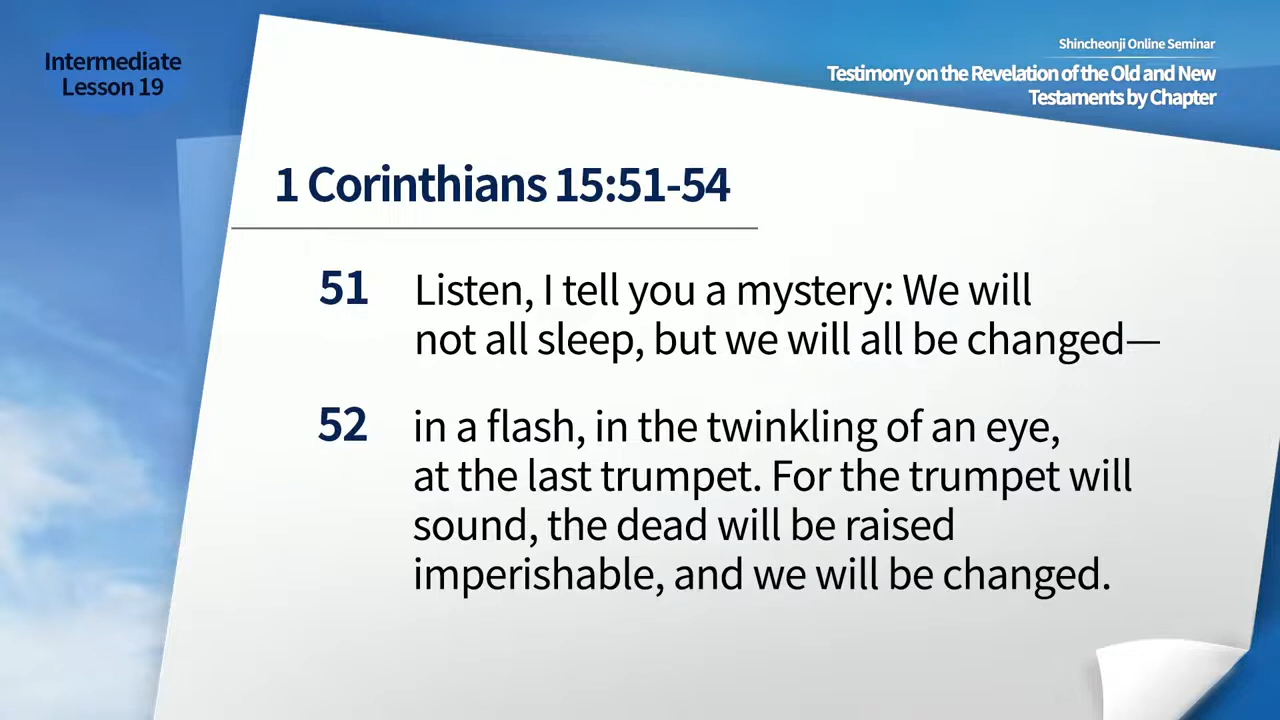 Intermediate
Lesson 19
Shincheonji Online Seminar
Testimony on the Revelation of the Old and New
Testaments by Chapter
1 Corinthians 15:51-54
51 Listen, I tell you a mystery: We will
not all sleep, but we will all be changed—
52 in a flash, in the twinkling of an eye,
at the last trumpet. For the trumpet will
sound, the dead will be raised
imperishable, and we will be changed.